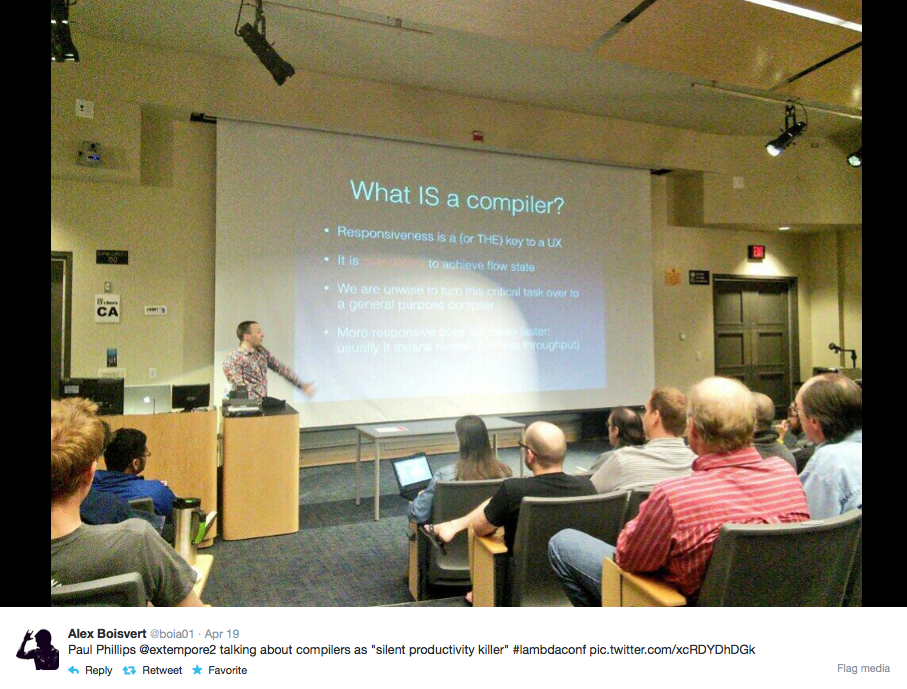 What IS a compiler?
• Responsiveness is a (or THE) key to a UX
• It is to achieve flow state
• We are unwise to turn this critical task over to
a general purpose compiler
• More responsive does not mean faster:
usually it means slower throughput)
CA
EXIT
Alex Boisvert @boia01 · Apr 19
Paul Phillips @extempore2 talking about compilers as "silent productivity killer" #lambdaconf pic.twitter.com/xcRDYDhDGk
Reply Retweet Favorite
Flag media